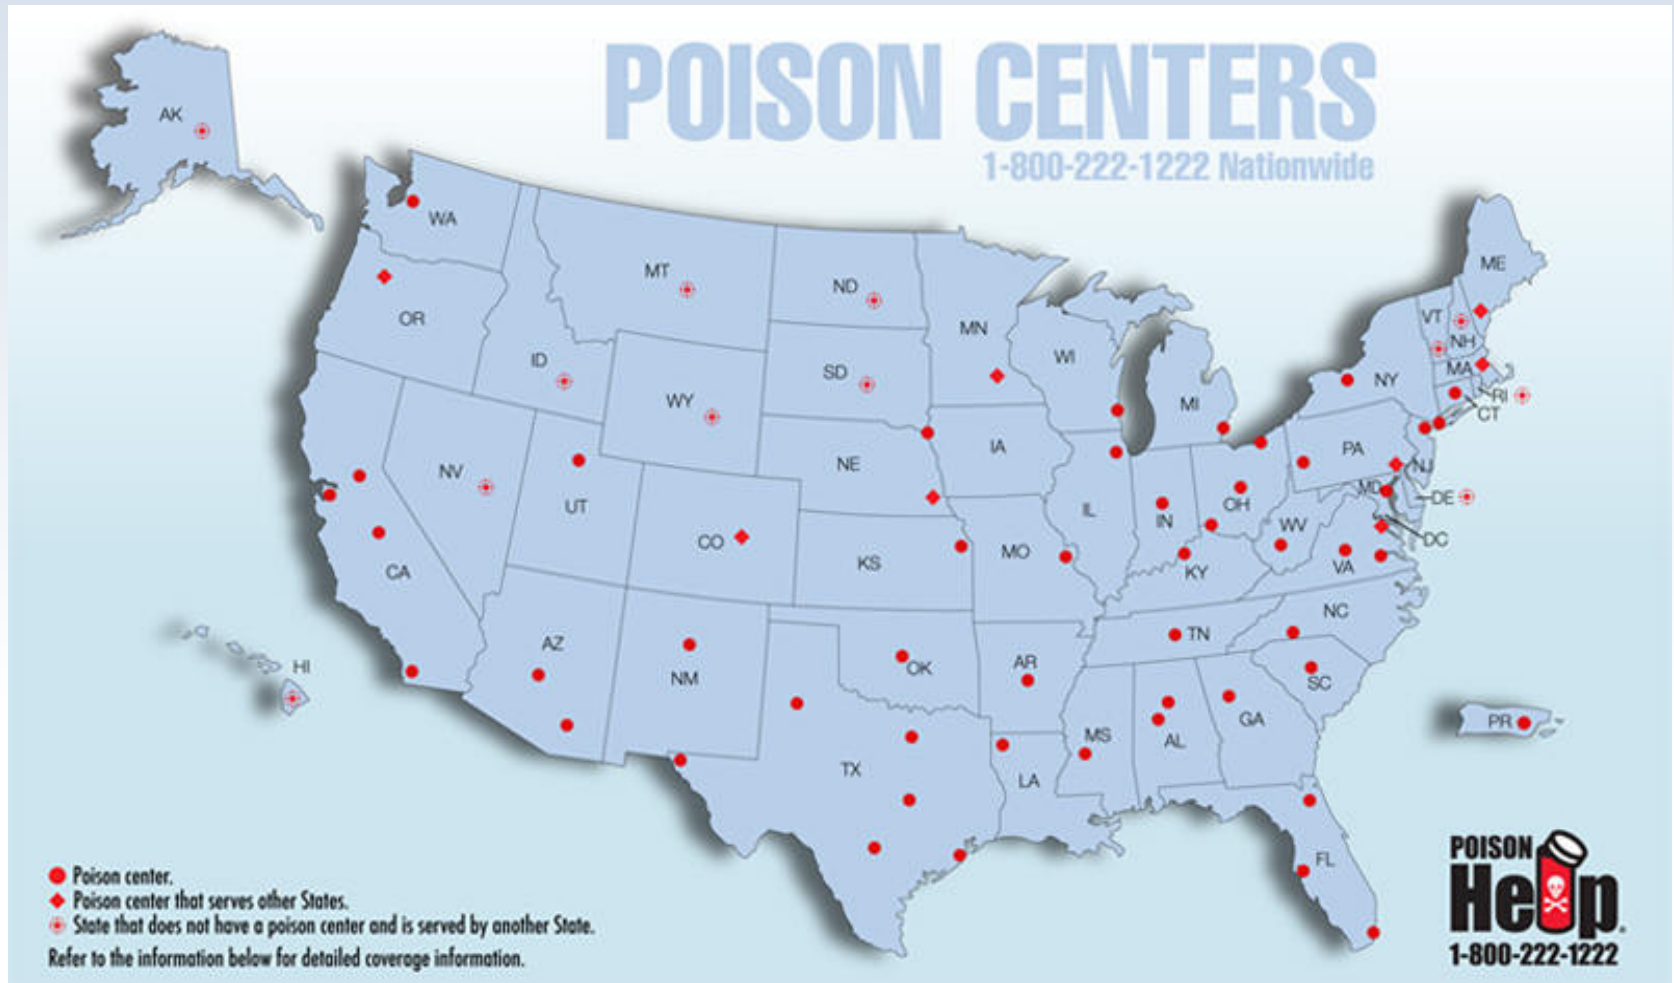 POISON CENTERS
1-800-222-1222 Nationwide
AK
WA
MT
ND
MN
ME
OR
ID
SD
WI
VT
NH
WY
MI
NY
MA
RI
CT
NV
UT
NE
IA
PA
NJ
MD
DE
CO
IL
IN
OH
WV
DC
CA
KS
MO
KY
VA
AZ
NM
OK
AR
TN
NC
HI
SC
TX
LA
MS
AL
GA
PR
FL
Poison center.
Poison center that serves other States.
State that does not have a poison center and is served by another State.
Refer to the information below for detailed coverage information.
POISON
Help
1-800-222-1222